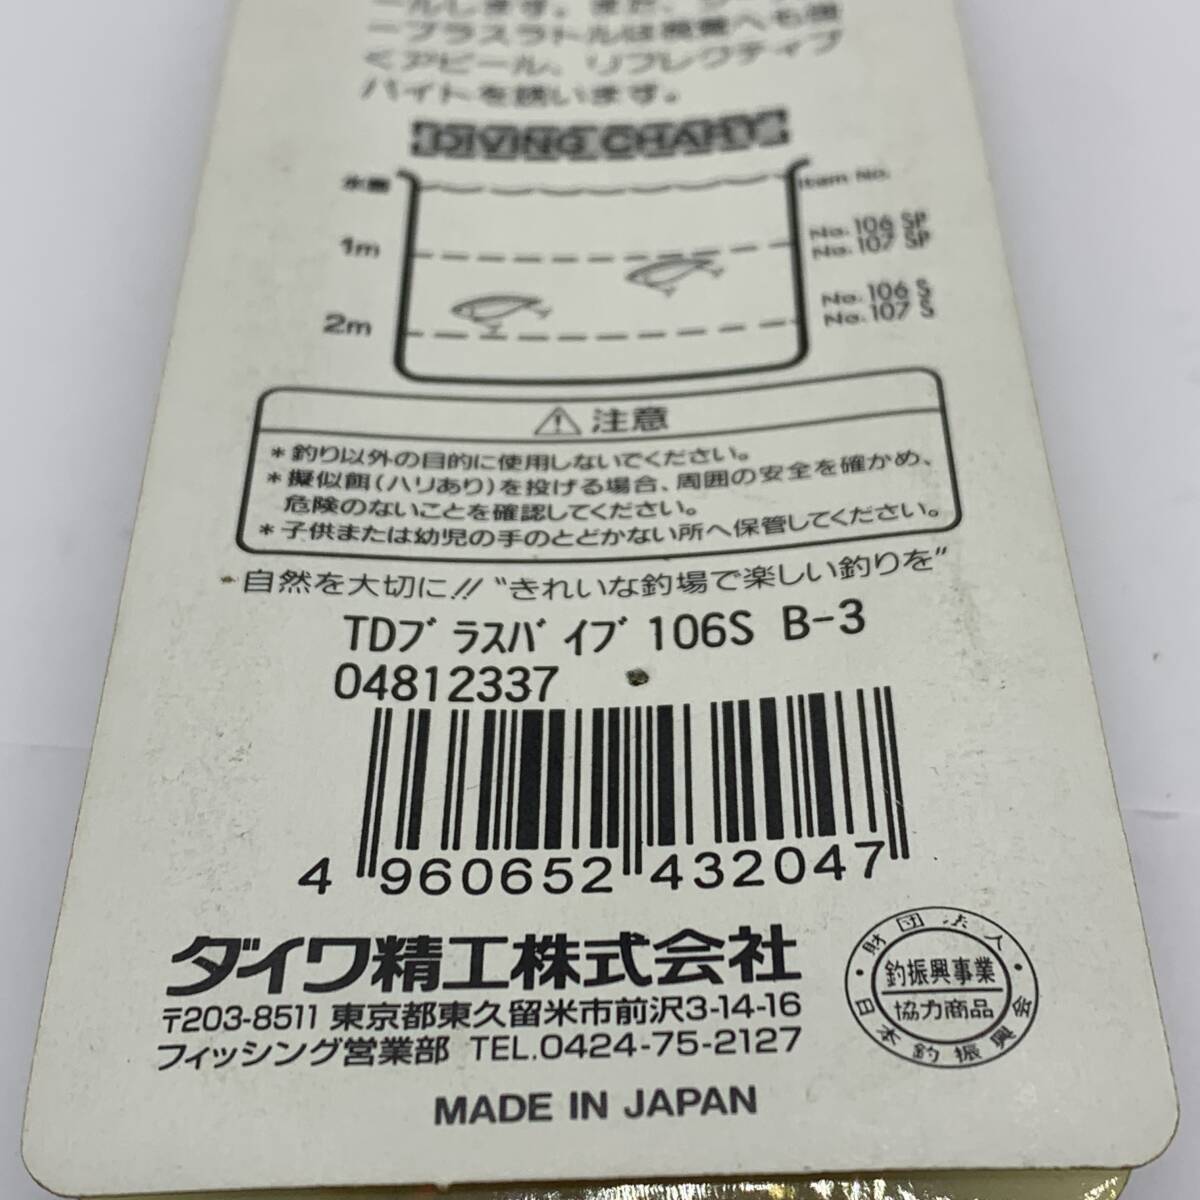 ープラスラトルは視覚へも強
くアピール、リフレクティブ
バイトを誘います。
DIVING CHART
水面
Item No.
1m
No.106 SP
No.107 SP
2m
No.106 S
No.107 S
注意
*釣り以外の目的に使用しないでください。
*擬似餌(ハリあり)を投げる場合、周囲の安全を確かめ、
危険のないことを確認してください。
*子供または幼児の手のとどかない所へ保管してください。
自然を大切に!! "きれいな釣場で楽しい釣りを"
TDプラスバイブ106S B-3
04812337
4 960652 432047
ダイワ精工株式会社
〒203-8511 東京都東久留米市前沢3-14-16
フィッシング営業部 TEL.0424-75-2127
MADE IN JAPAN
財団法人
釣振興事業
協力商品
日本釣振興会